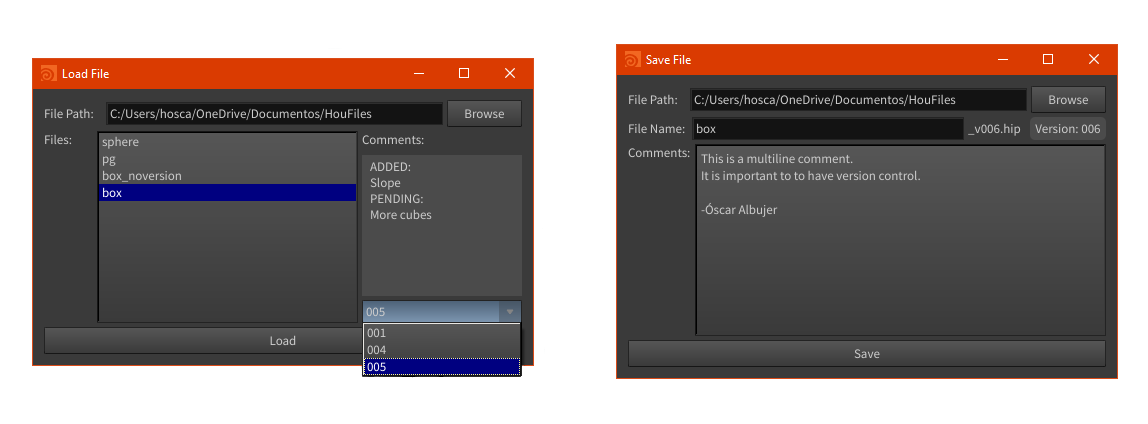 Load File
File Path: C:/Users/hosca/OneDrive/Documentos/HouFiles Browse
Files: Comments:
sphere
pg
box_noversion
box
ADDED:
Slope
PENDING:
More cubes
005
001
004
005
Load
Save File
File Path: C:/Users/hosca/OneDrive/Documentos/HouFiles Browse
File Name: box _v006.hip Version: 006
Comments: This is a multiline comment.
It is important to to have version control.
-Óscar Albujer
Save